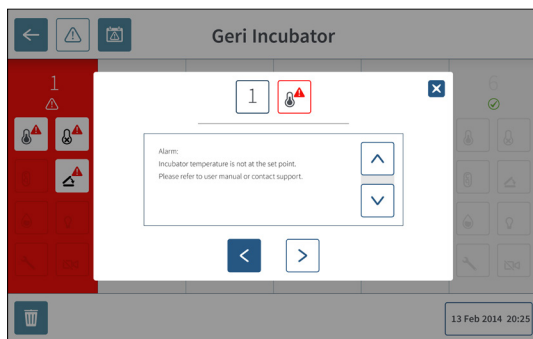 Geri Incubator
1
6
1
Alarm:
Incubator temperature is not at the set point.
Please refer to user manual or contact support.
13 Feb 2014 20:25